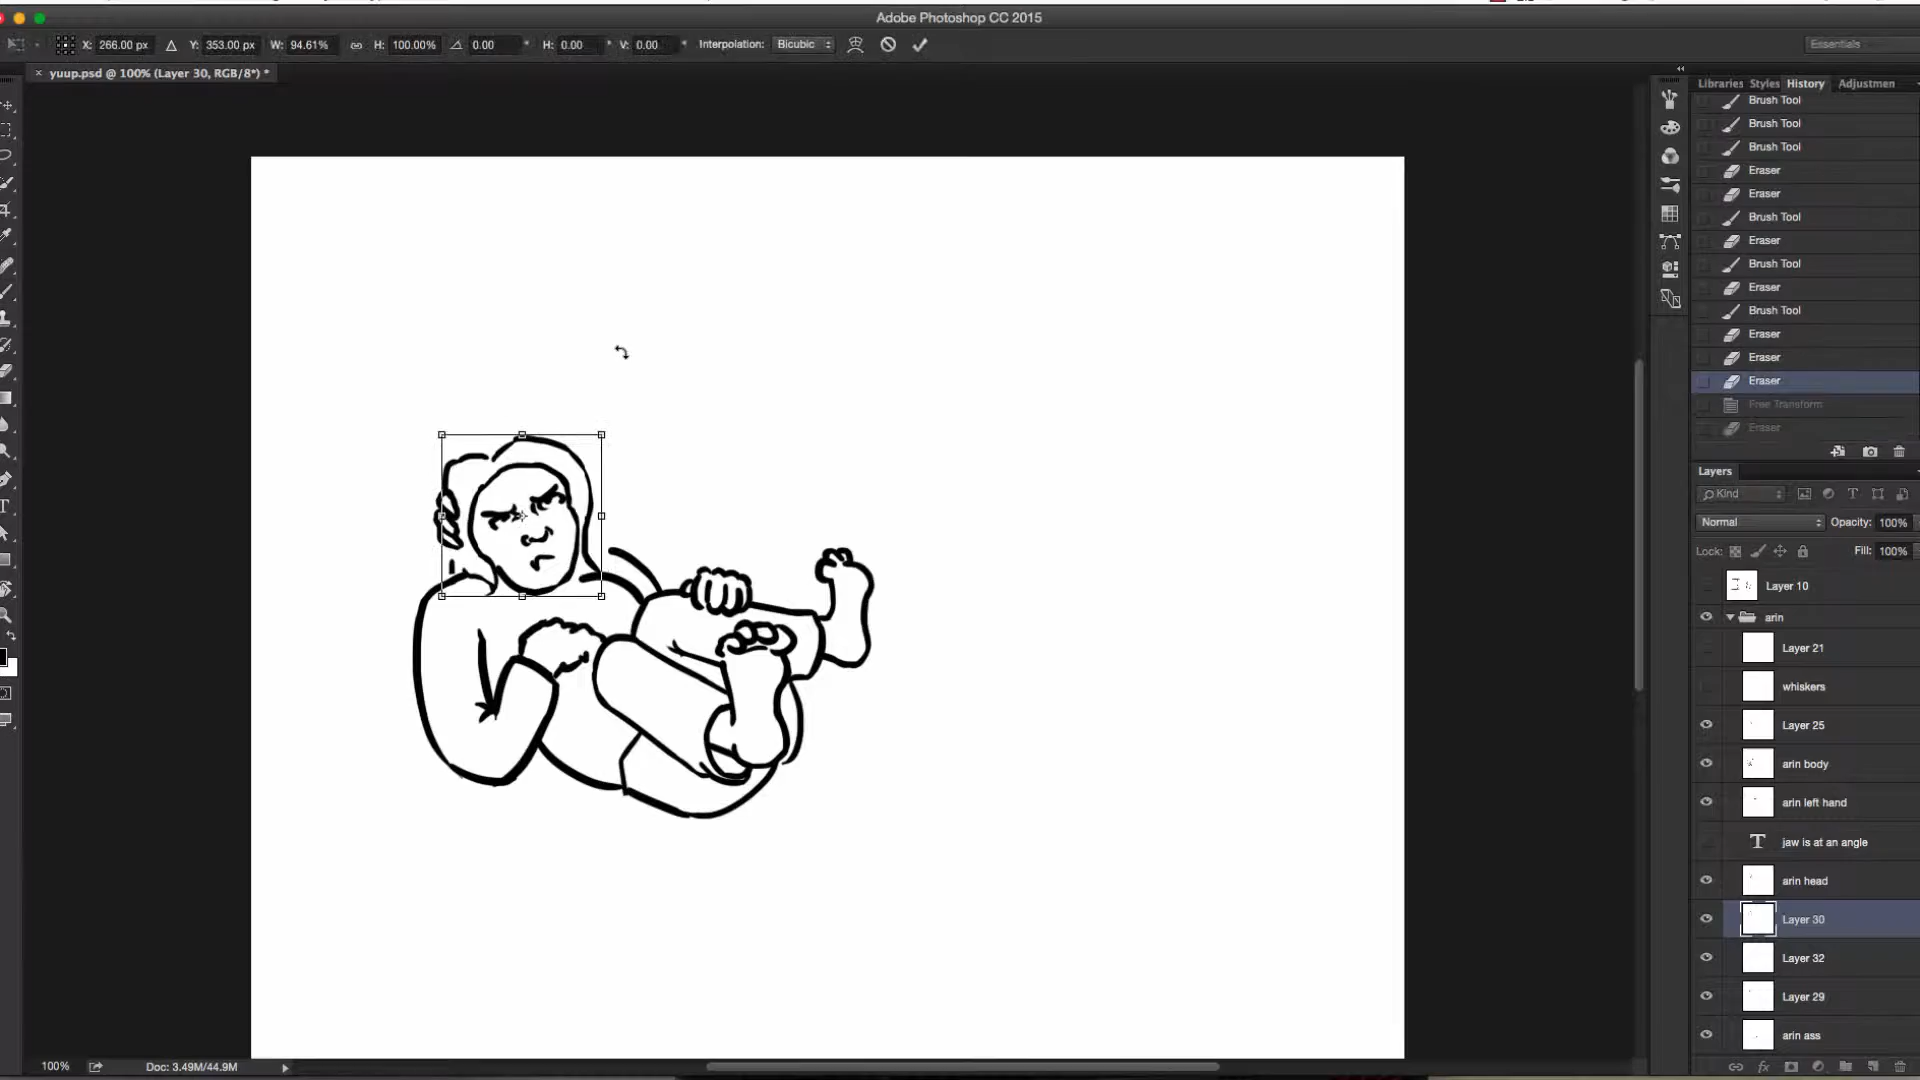 Adobe Photoshop CC 2015
X: 266.00 px Y: 353.00 px W: 94.61% H: 100.00% 0.00 ° H: 0.00 ° V: 0.00 ° Interpolation: Bicubic Essentials
× yuup.psd @ 100% (Layer 30, RGB/8*) *
Libraries Styles History Adjustmen
Brush Tool
Brush Tool
Brush Tool
Eraser
Eraser
Brush Tool
Eraser
Brush Tool
Eraser
Brush Tool
Eraser
Eraser
Eraser
Free Transform
Eraser
Layers
Kind
Normal Opacity: 100%
Lock: Fill: 100%
Layer 10
arin
Layer 21
whiskers
Layer 25
arin body
arin left hand
T jaw is at an angle
arin head
Layer 30
Layer 32
Layer 29
arin ass
100% Doc: 3.49M/44.9M
fx